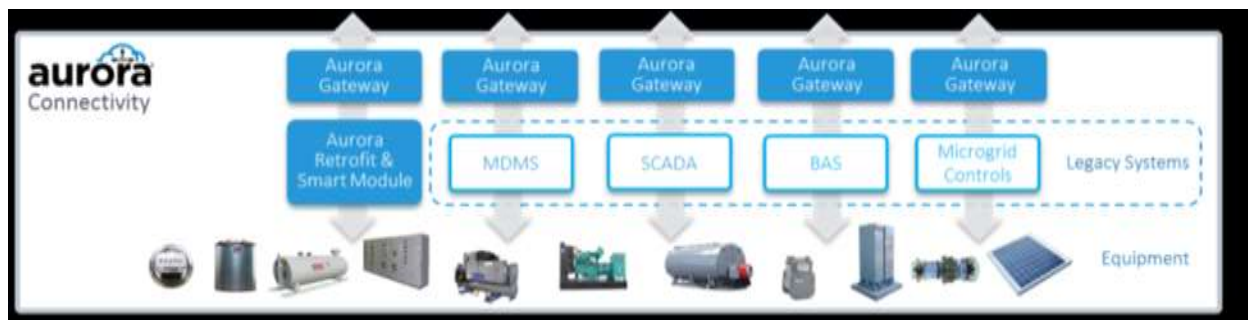 aurora
Connectivity
Aurora
Gateway
Aurora
Gateway
Aurora
Gateway
Aurora
Gateway
Aurora
Gateway
Aurora
Retrofit &
Smart Module
MDMS
SCADA
BAS
Microgrid
Controls
Legacy Systems
Equipment